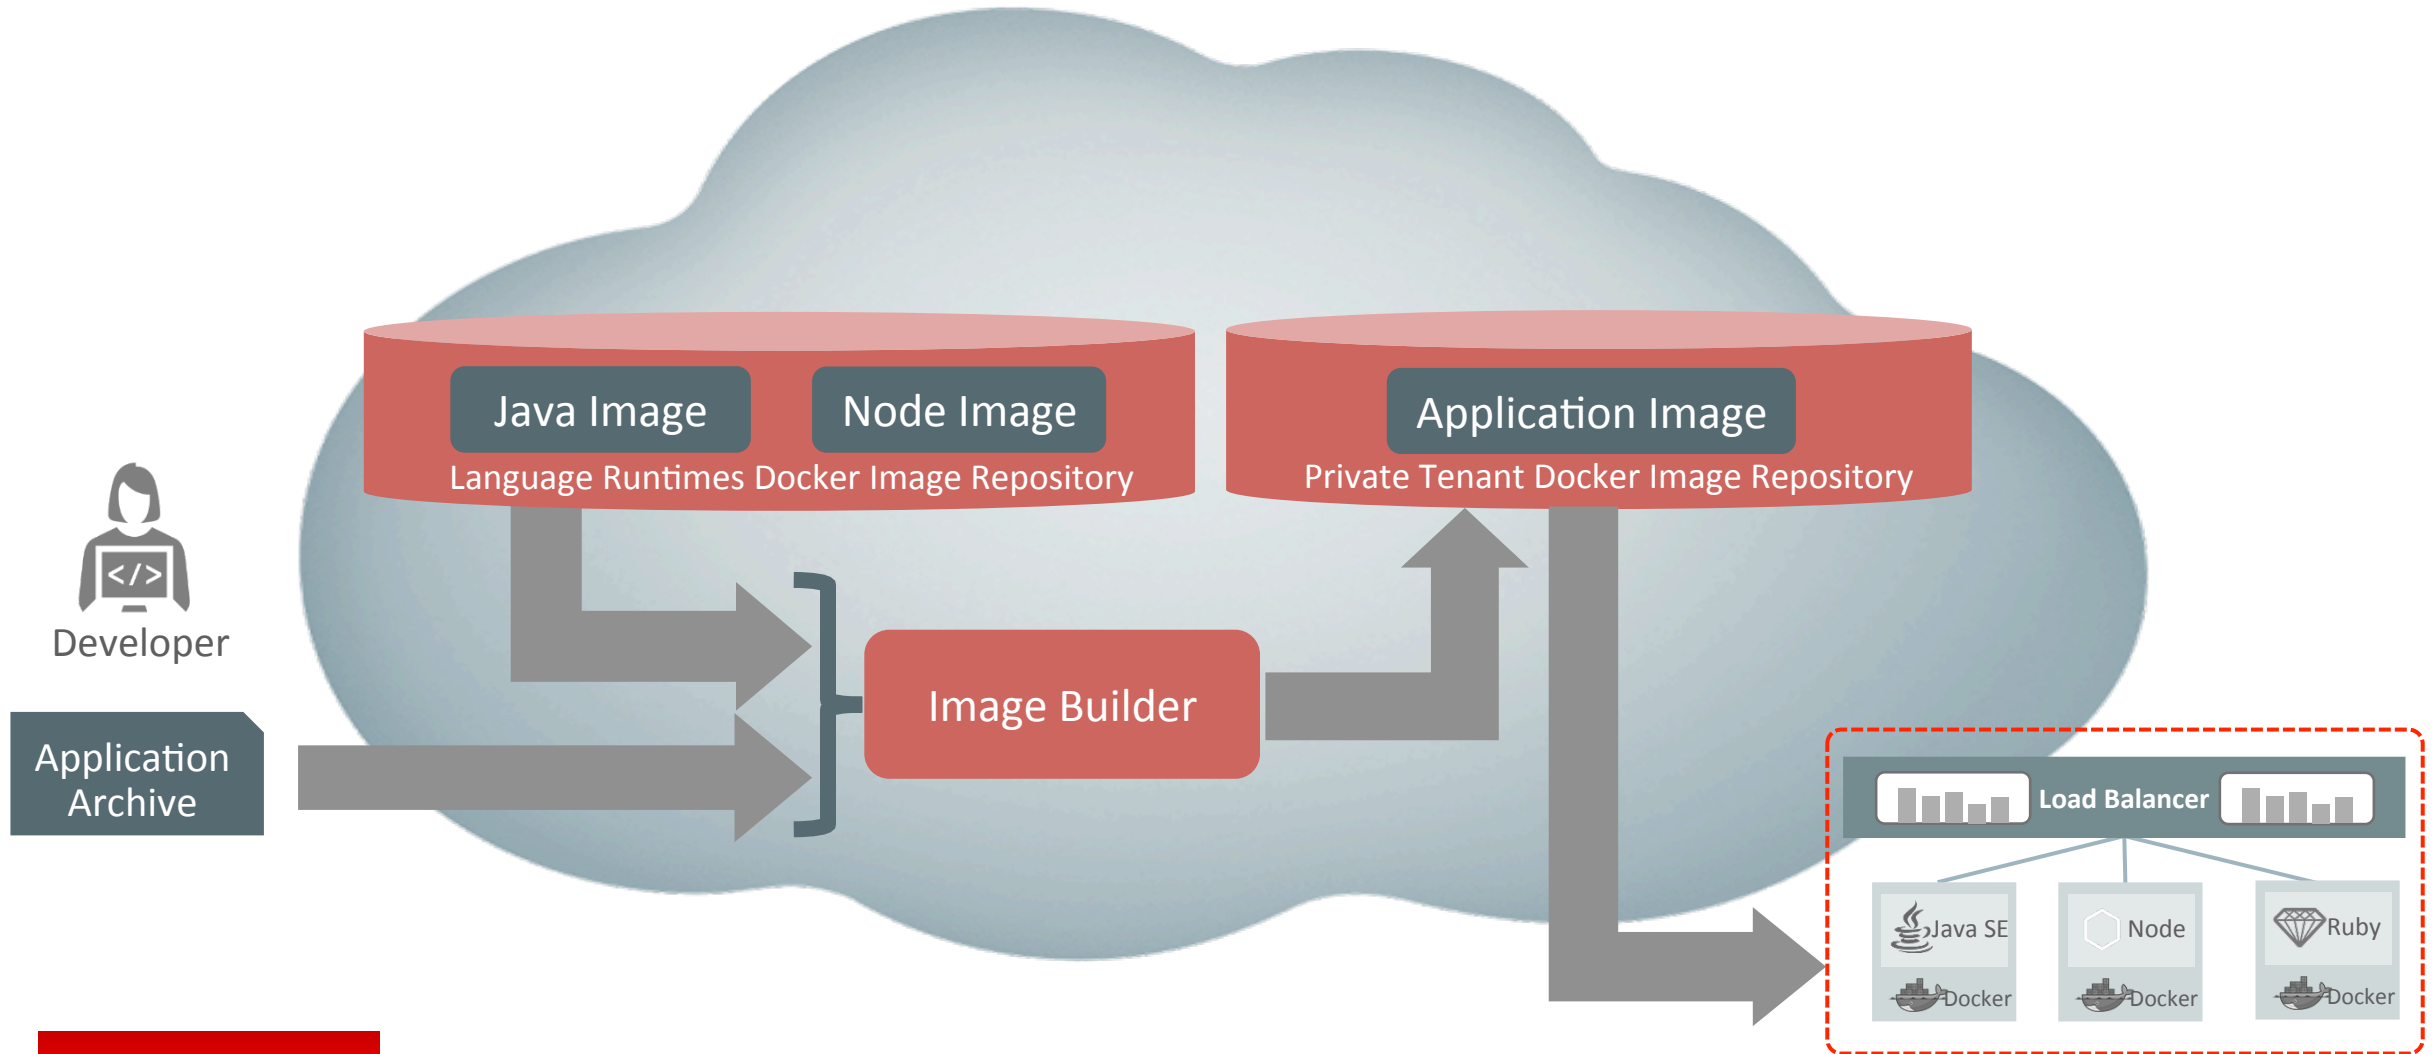 Java Image
Node Image
Language Runtimes Docker Image Repository
Application Image
Private Tenant Docker Image Repository
</>
Developer
Application
Archive
Image Builder
Load Balancer
Java SE
Docker
Node
Docker
Ruby
Docker